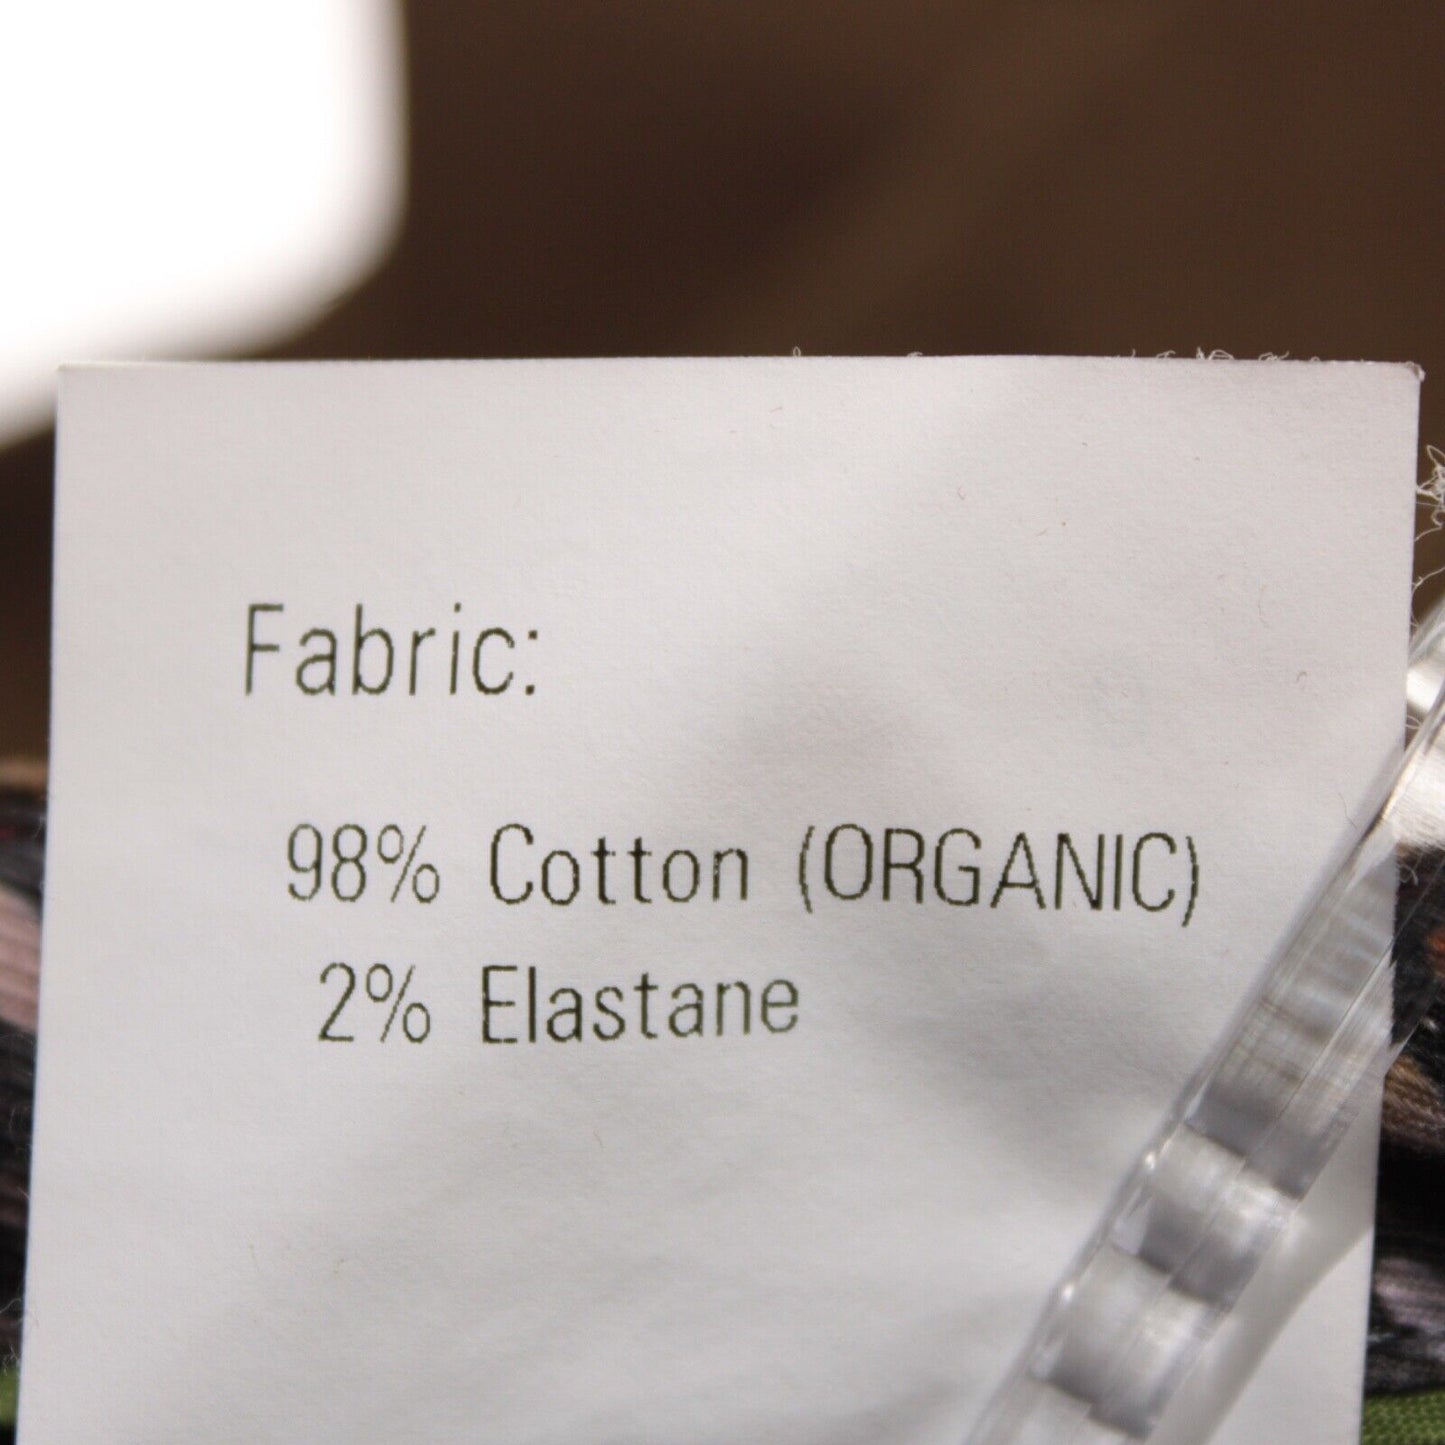 Fabric:
98% Cotton (ORGANIC)
2% Elastane